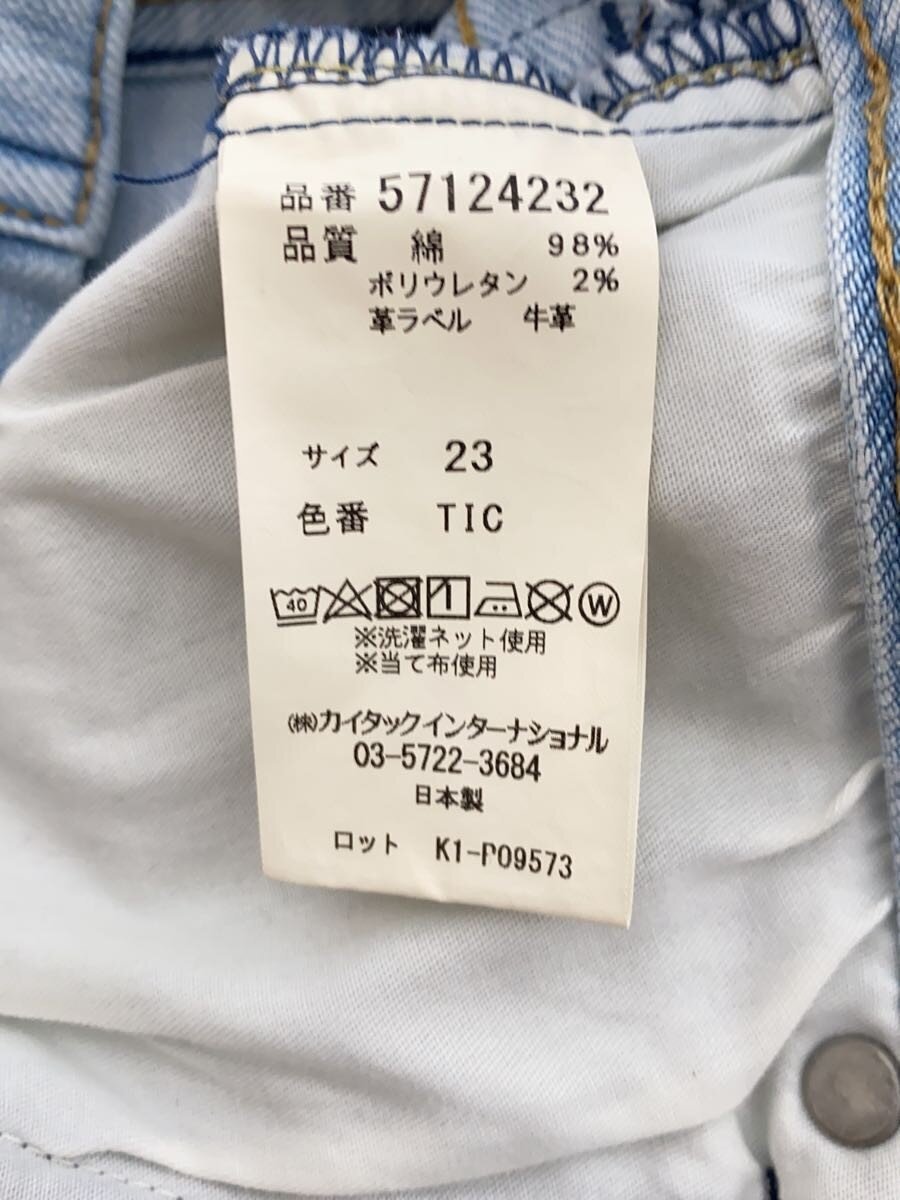 品番 57124232
品質 綿 98%
ポリウレタン 2%
革ラベル 牛革
サイズ 23
色番 TIC
40 W
※洗濯ネット使用
※当て布使用
㈱カイタックインターナショナル
03-5722-3684
日本製
ロット K1-P09573